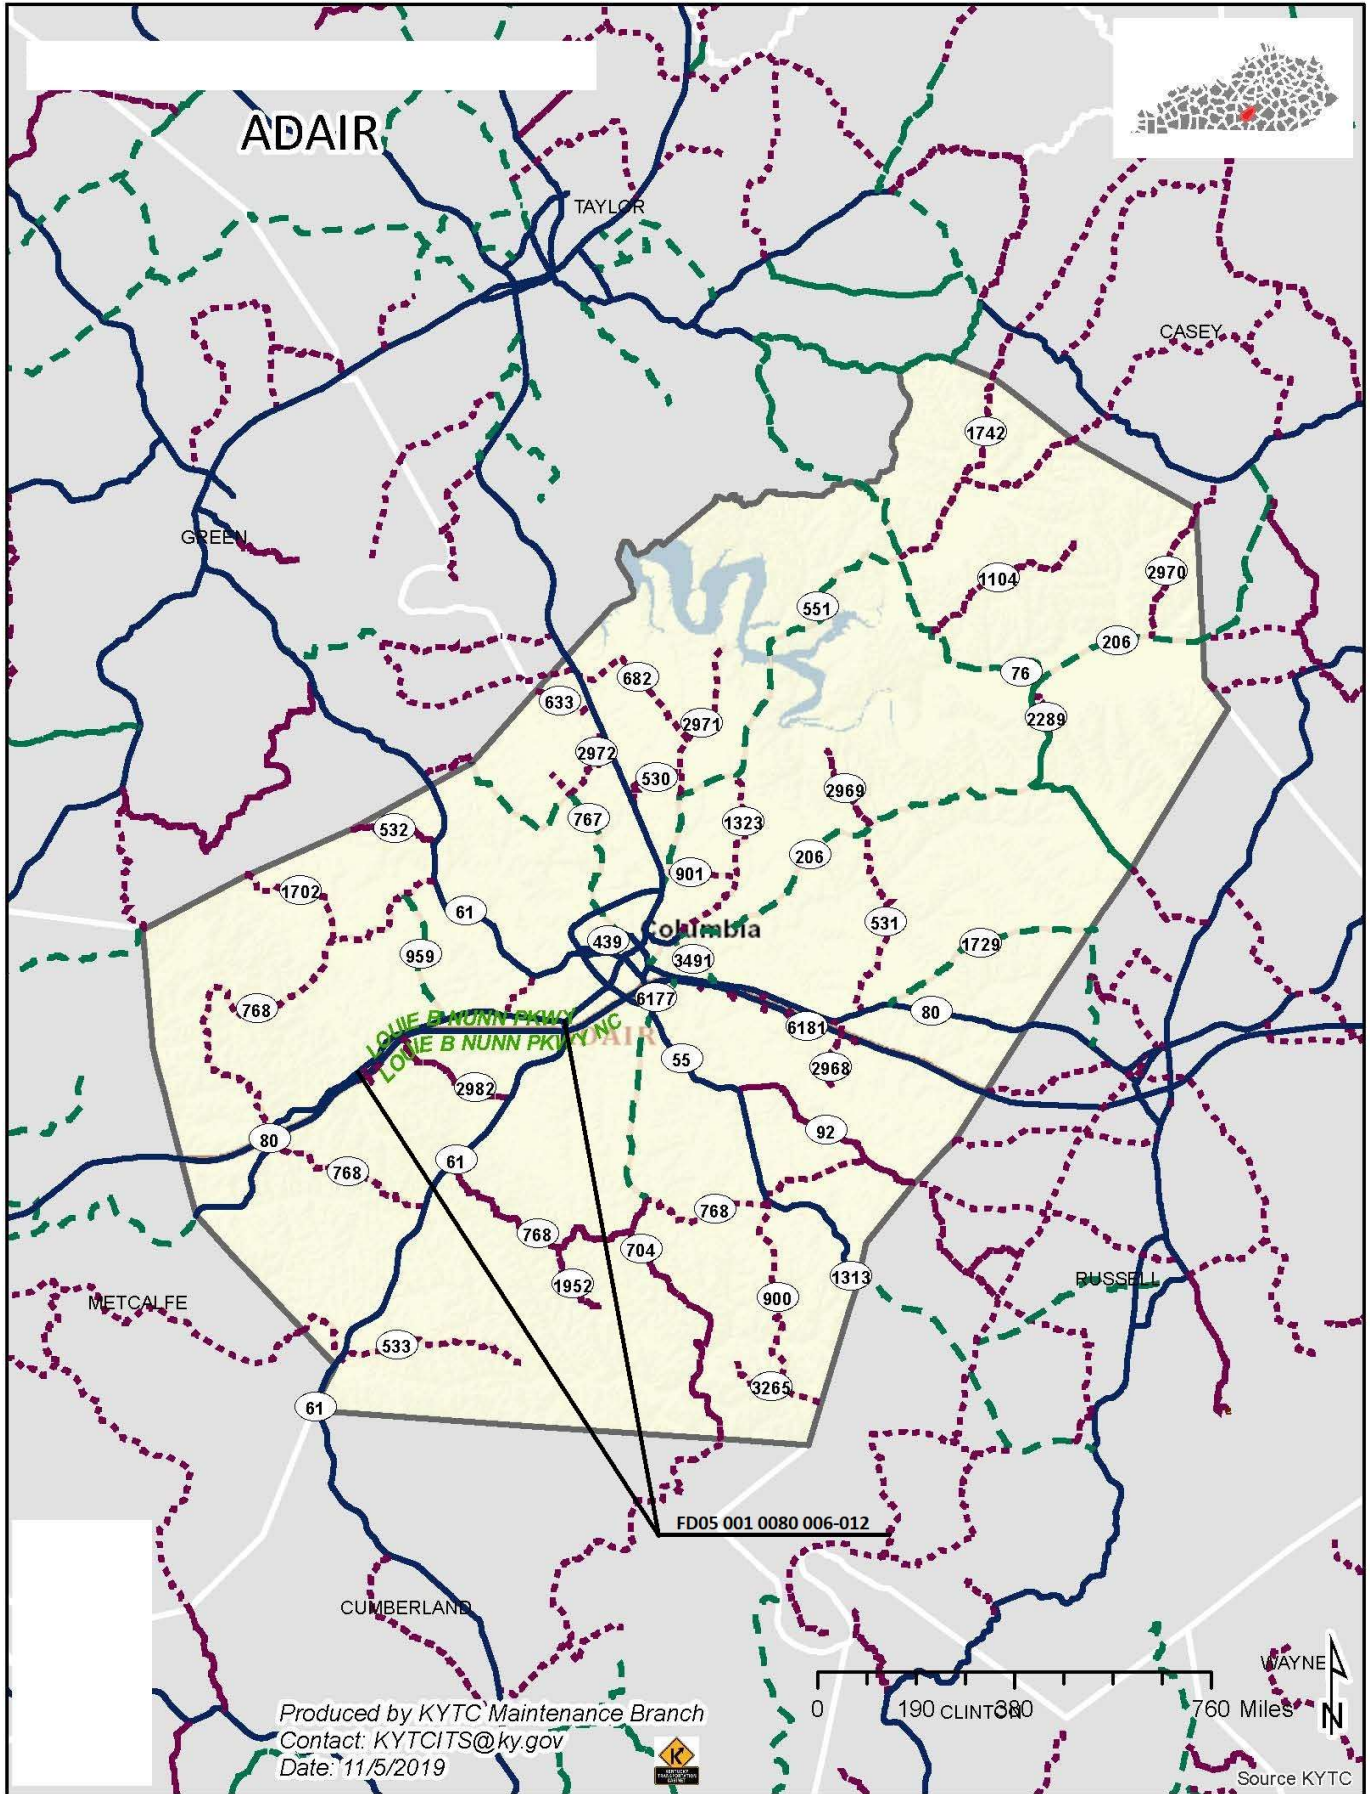 ADAIR
TAYLOR
CASEY
1742
GREEN
1104
2970
551
206
76
682
633
2971
2289
2972
530
2969
767
1323
532
206
901
1702
61
531
Columbia
439
1729
959
3491
6177
768
80
LOUIE B NUNN PKWY
6181
LOUIE B NUNN PKWY NC
ADAIR
55
2968
2982
92
80
61
768
768
768
704
1313
RUSSELL
1952
900
METCALFE
533
3265
61
FD05 001 0080 006-012
CUMBERLAND
WAYNE
0 190 380 760 Miles
CLINTON
N
Produced by KYTC Maintenance Branch
Contact: KYTCITS@ky.gov
Date: 11/5/2019
KENTUCKY
TRANSPORTATION
CABINET
Source KYTC